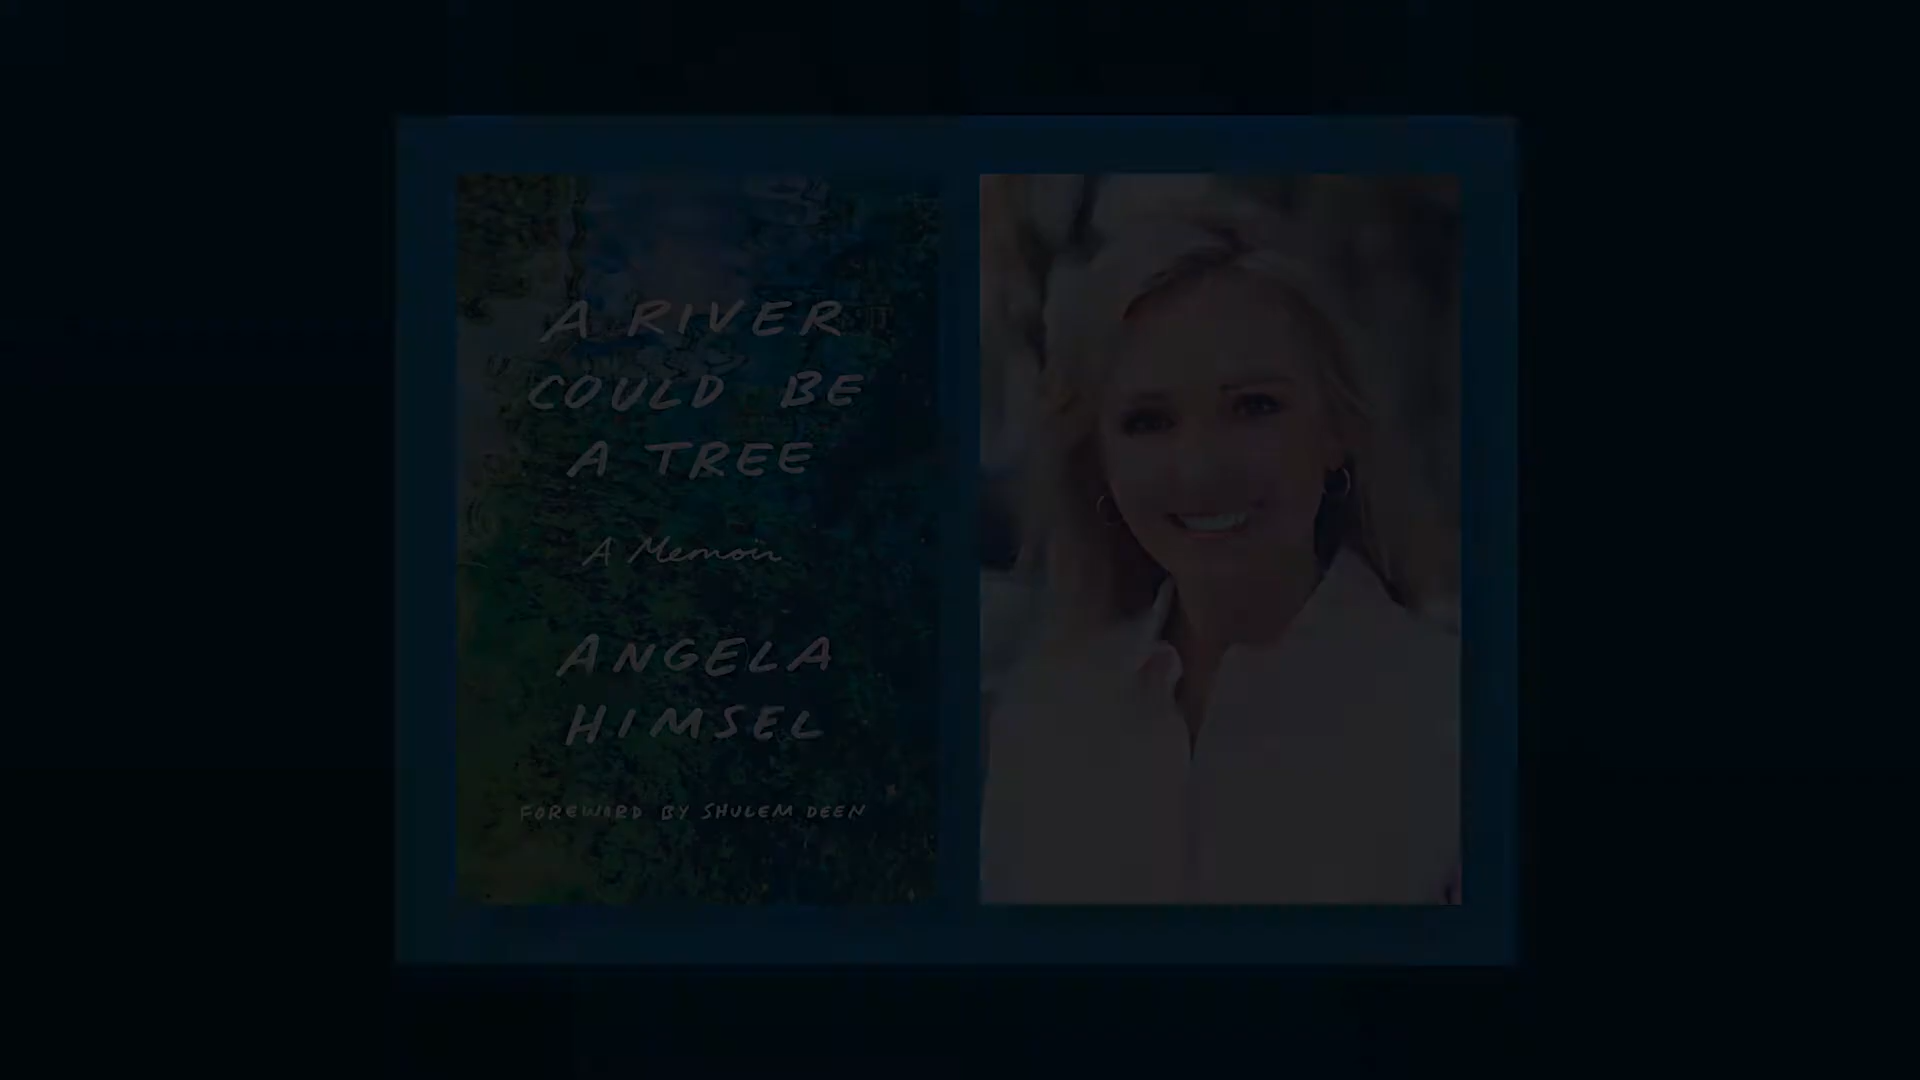 A RIVER
COULD BE
A TREE
A Memoir
ANGELA
HIMSEL
FOREWORD BY SHULEM DEEN